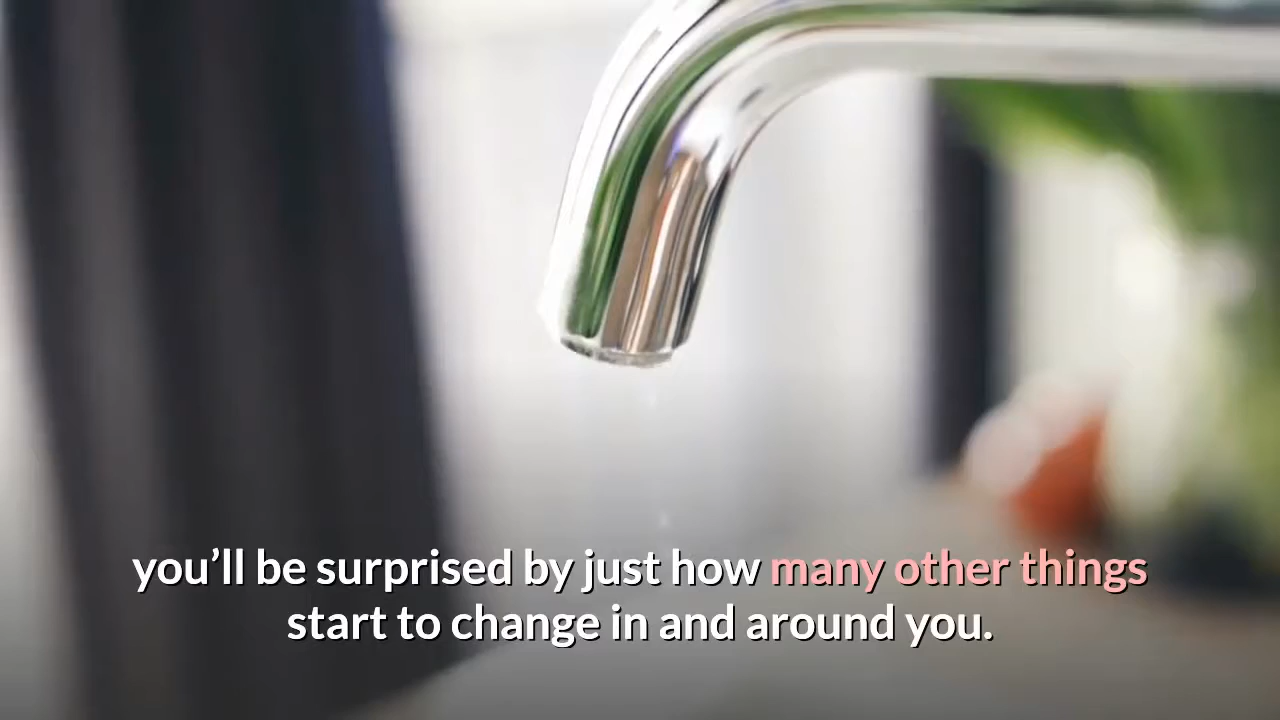 you’ll be surprised by just how many other things
start to change in and around you.